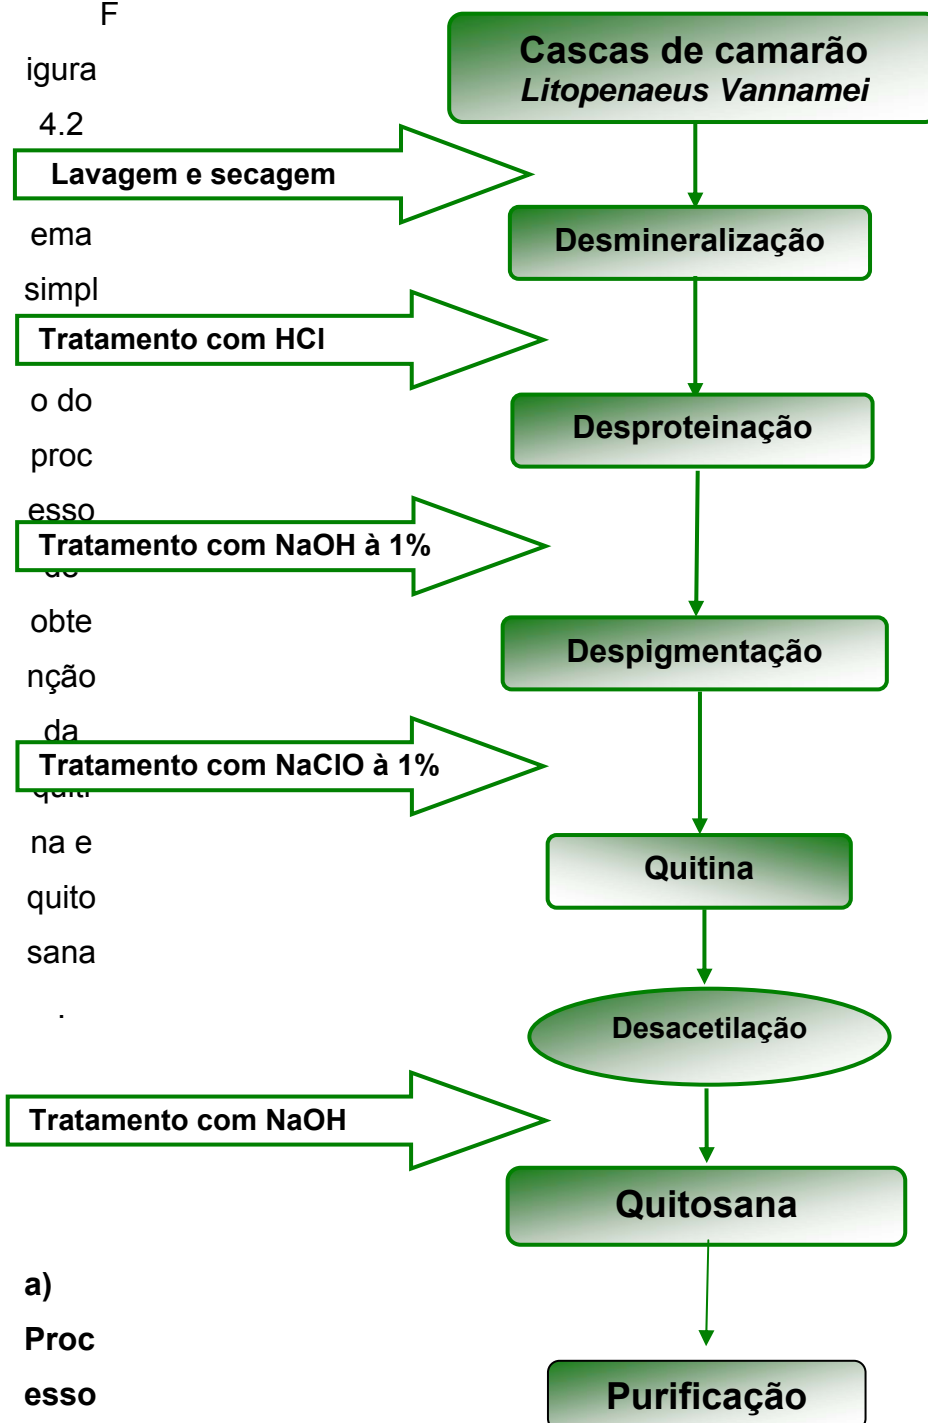 F
igura
4.2
ema
simpl
o do
proc
esso
obte
nção
da
na e
quito
sana
.
a)
Proc
esso
Cascas de camarão
Litopenaeus Vannamei
Lavagem e secagem
Desmineralização
Tratamento com HCl
Desproteinação
Tratamento com NaOH à 1%
Despigmentação
Tratamento com NaClO à 1%
Quitina
Desacetilação
Tratamento com NaOH
Quitosana
Purificação